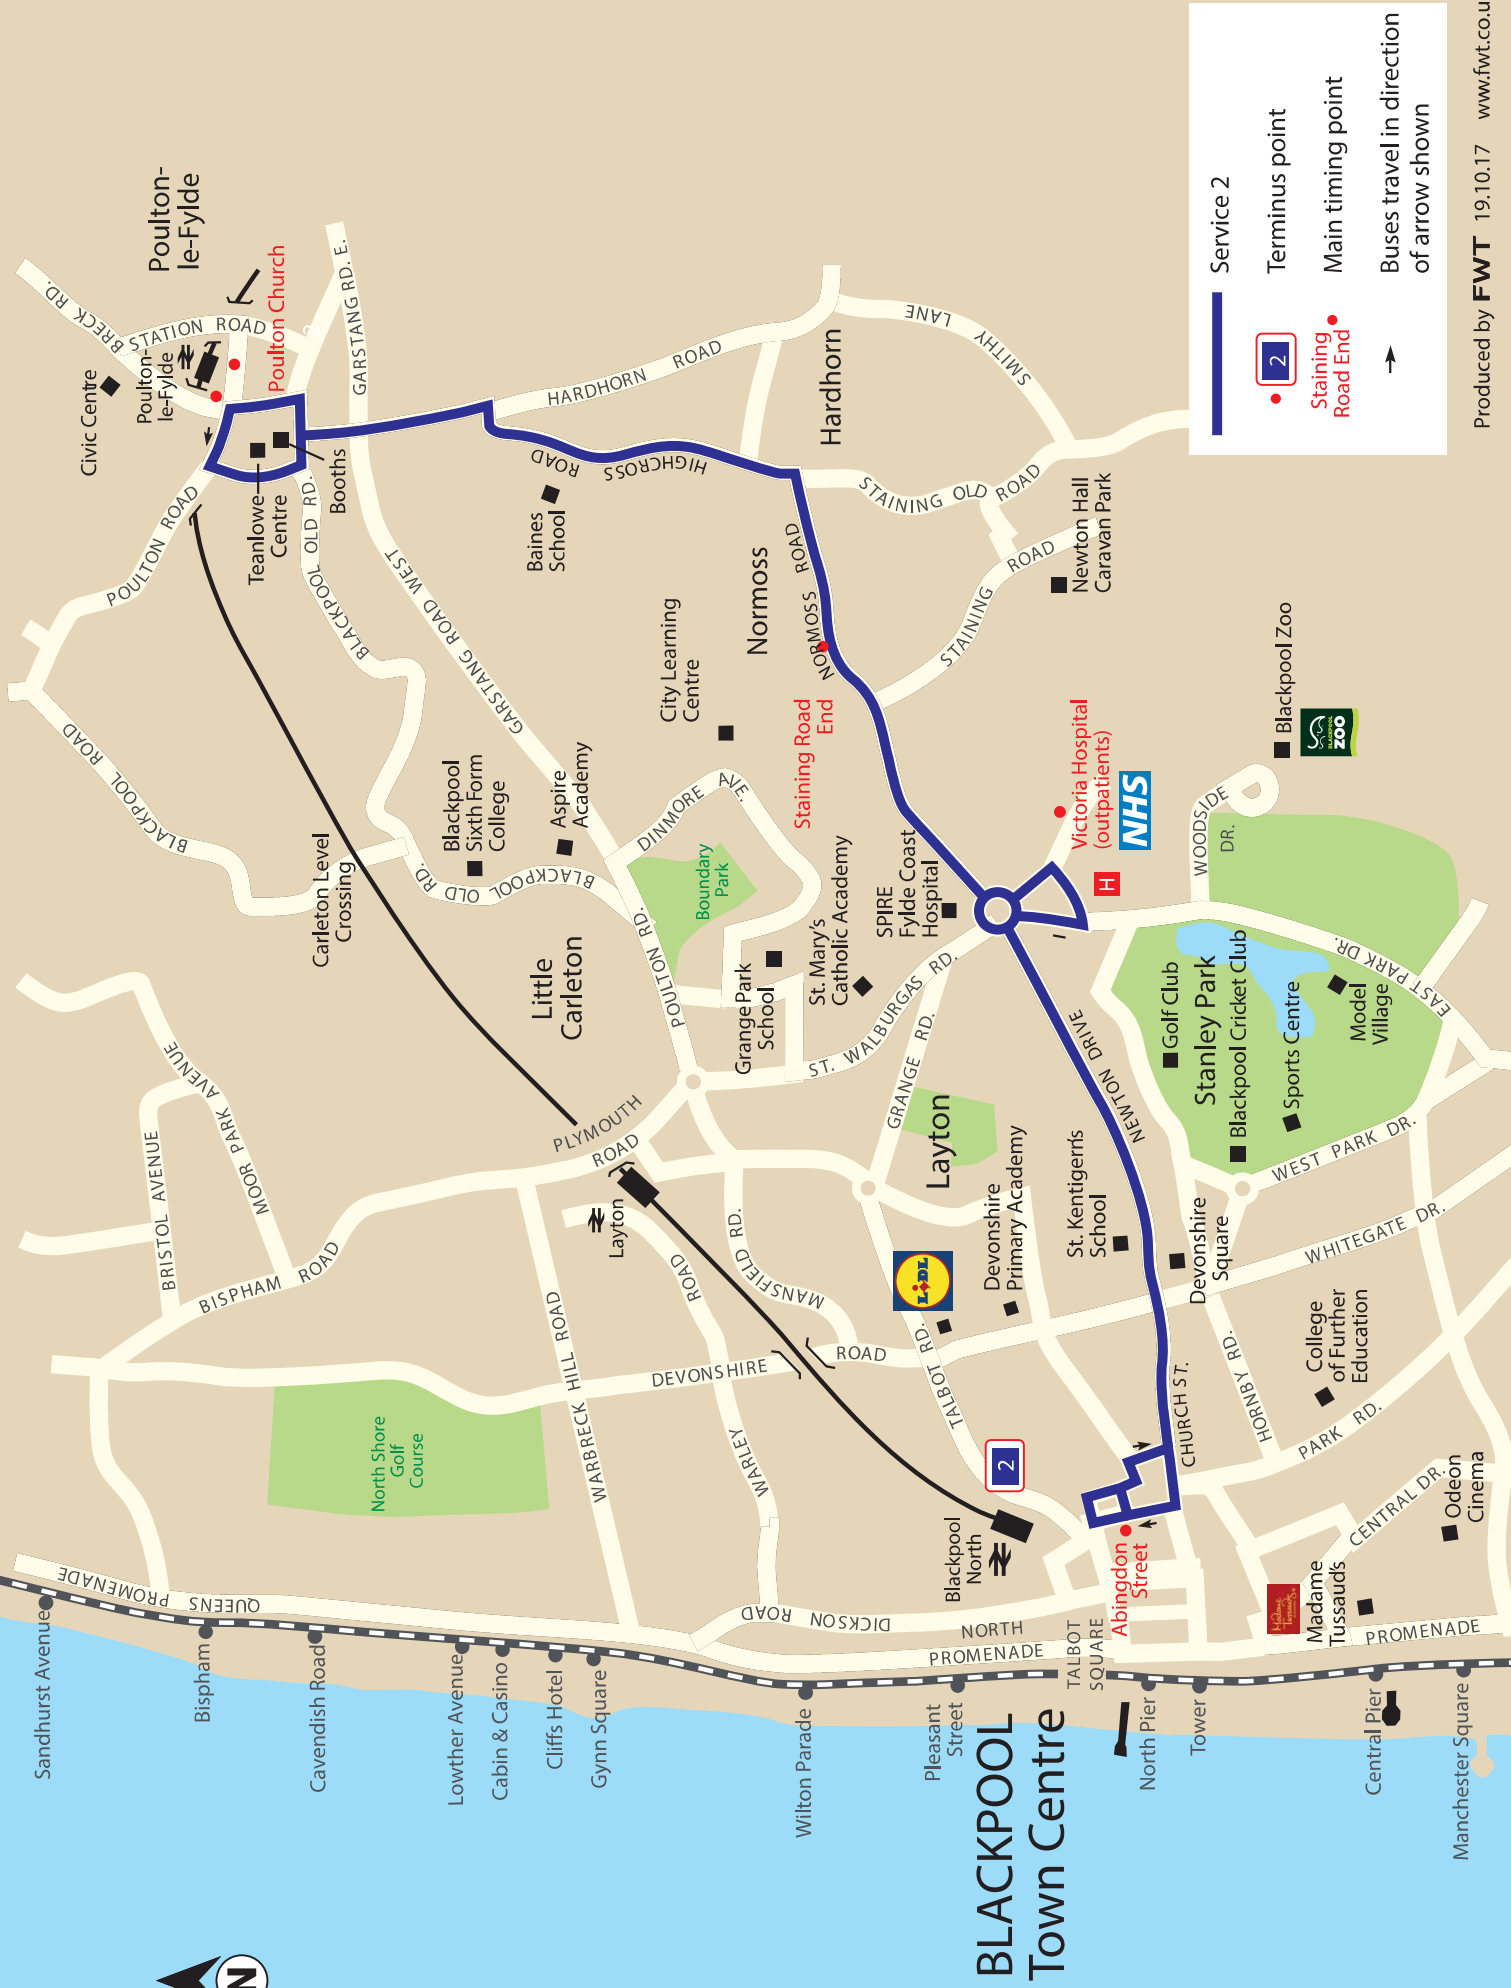 Sandhurst Avenue
Bispham
Cavendish Road
Lowther Avenue
Cabin & Casino
Cliffs Hotel
Gynn Square
Wilton Parade
Pleasant
Street
North Pier
Tower
Central Pier
Manchester Square
BLACKPOOL
Town Centre
N
QUEENS PROMENADE
DICKSON ROAD
NORTH
PROMENADE
TALBOT
SQUARE
PROMENADE
North Shore
Golf
Course
BRISTOL AVENUE
MOOR PARK AVENUE
BISPHAM ROAD
WARBRECK HILL ROAD
DEVONSHIRE ROAD
WARLEY ROAD
MANSFIELD RD.
PLYMOUTH
ROAD
Layton
Blackpool
North
2
Abingdon
Street
Madame
Tussauds
Odeon
Cinema
CENTRAL DR.
PARK RD.
College
of Further
Education
HORNBY RD.
CHURCH ST.
TALBOT RD.
LIDL
Devonshire
Primary Academy
Layton
St. Kentigern's
School
Devonshire
Square
WHITEGATE DR.
WEST PARK DR.
NEWTON DRIVE
GRANGE RD.
ST. WALBURGAS RD.
Golf Club
Stanley Park
Blackpool Cricket Club
Sports Centre
Model
Village
EAST PARK DR.
WOODSIDE
DR.
Blackpool Zoo
BLACKPOOL
ZOO
Victoria Hospital
(outpatients)
NHS
H
SPIRE
Fylde Coast
Hospital
St. Mary's
Catholic Academy
Grange Park
School
Boundary
Park
DINMORE AVE.
POULTON RD.
Little
Carleton
Carleton Level
Crossing
BLACKPOOL ROAD
BLACKPOOL OLD RD.
Blackpool
Sixth Form
College
Aspire
Academy
City Learning
Centre
Staining Road
End
Normoss
NORMOSS ROAD
STAINING ROAD
Newton Hall
Caravan Park
STAINING OLD ROAD
SMITHY LANE
Hardhorn
HARDHORN ROAD
HIGHCROSS ROAD
Baines
School
GARSTANG ROAD WEST
GARSTANG RD. E.
BLACKPOOL OLD RD.
POULTON ROAD
Teanlowe
Centre
Booths
Civic Centre
Poulton-
le-Fylde
Poulton Church
STATION ROAD
BRECK RD.
Poulton-
le-Fylde
Service 2
2
Terminus point
Staining
Road End
Main timing point
Buses travel in direction
of arrow shown
Produced by FWT 19.10.17 www.fwt.co.u